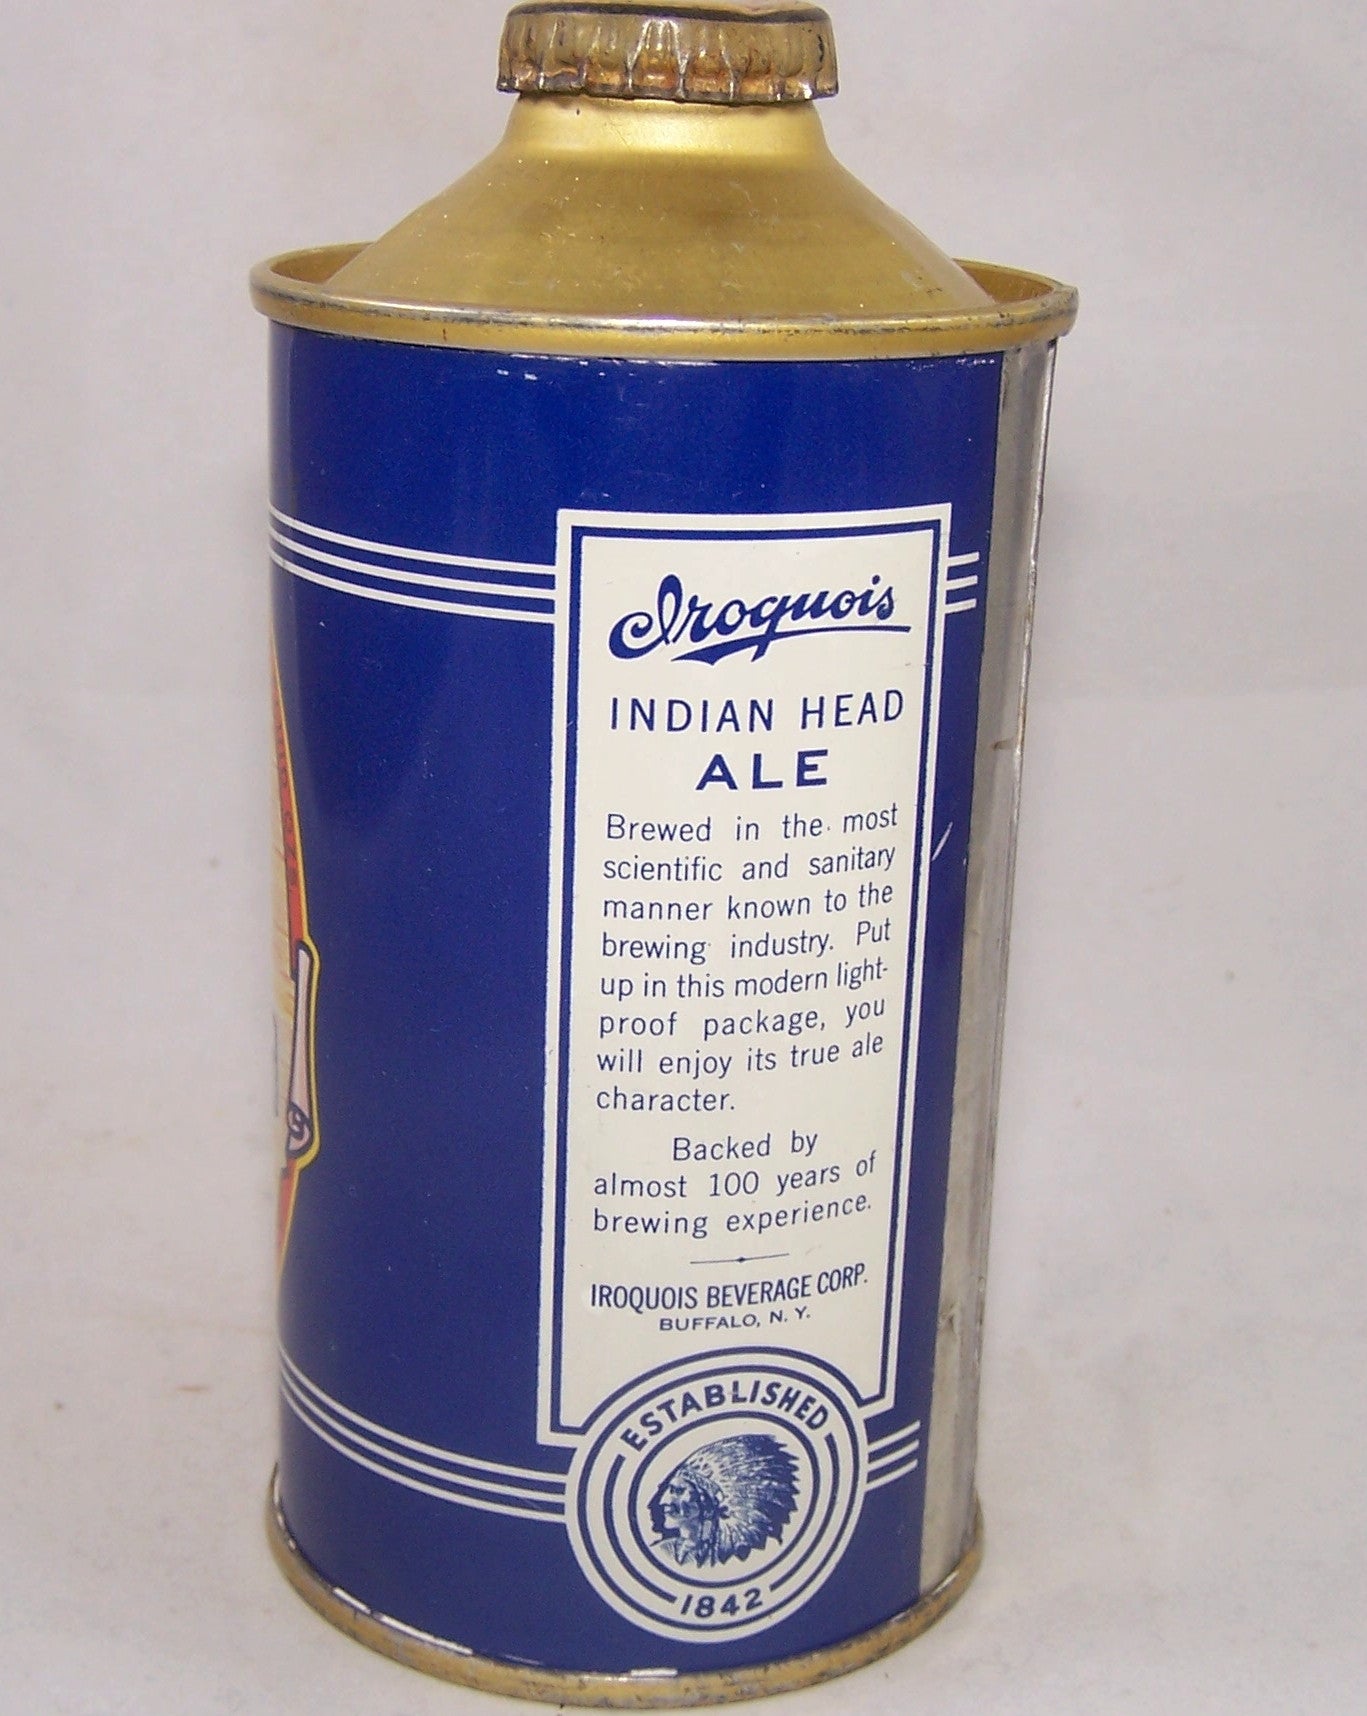 Iroquois
INDIAN HEAD
ALE
Brewed in the most
scientific and sanitary
manner known to the
brewing industry. Put
up in this modern light-
proof package, you
will enjoy its true ale
character.
Backed by
almost 100 years of
brewing experience.
IROQUOIS BEVERAGE CORP.
BUFFALO, N. Y.
ESTABLISHED
1842